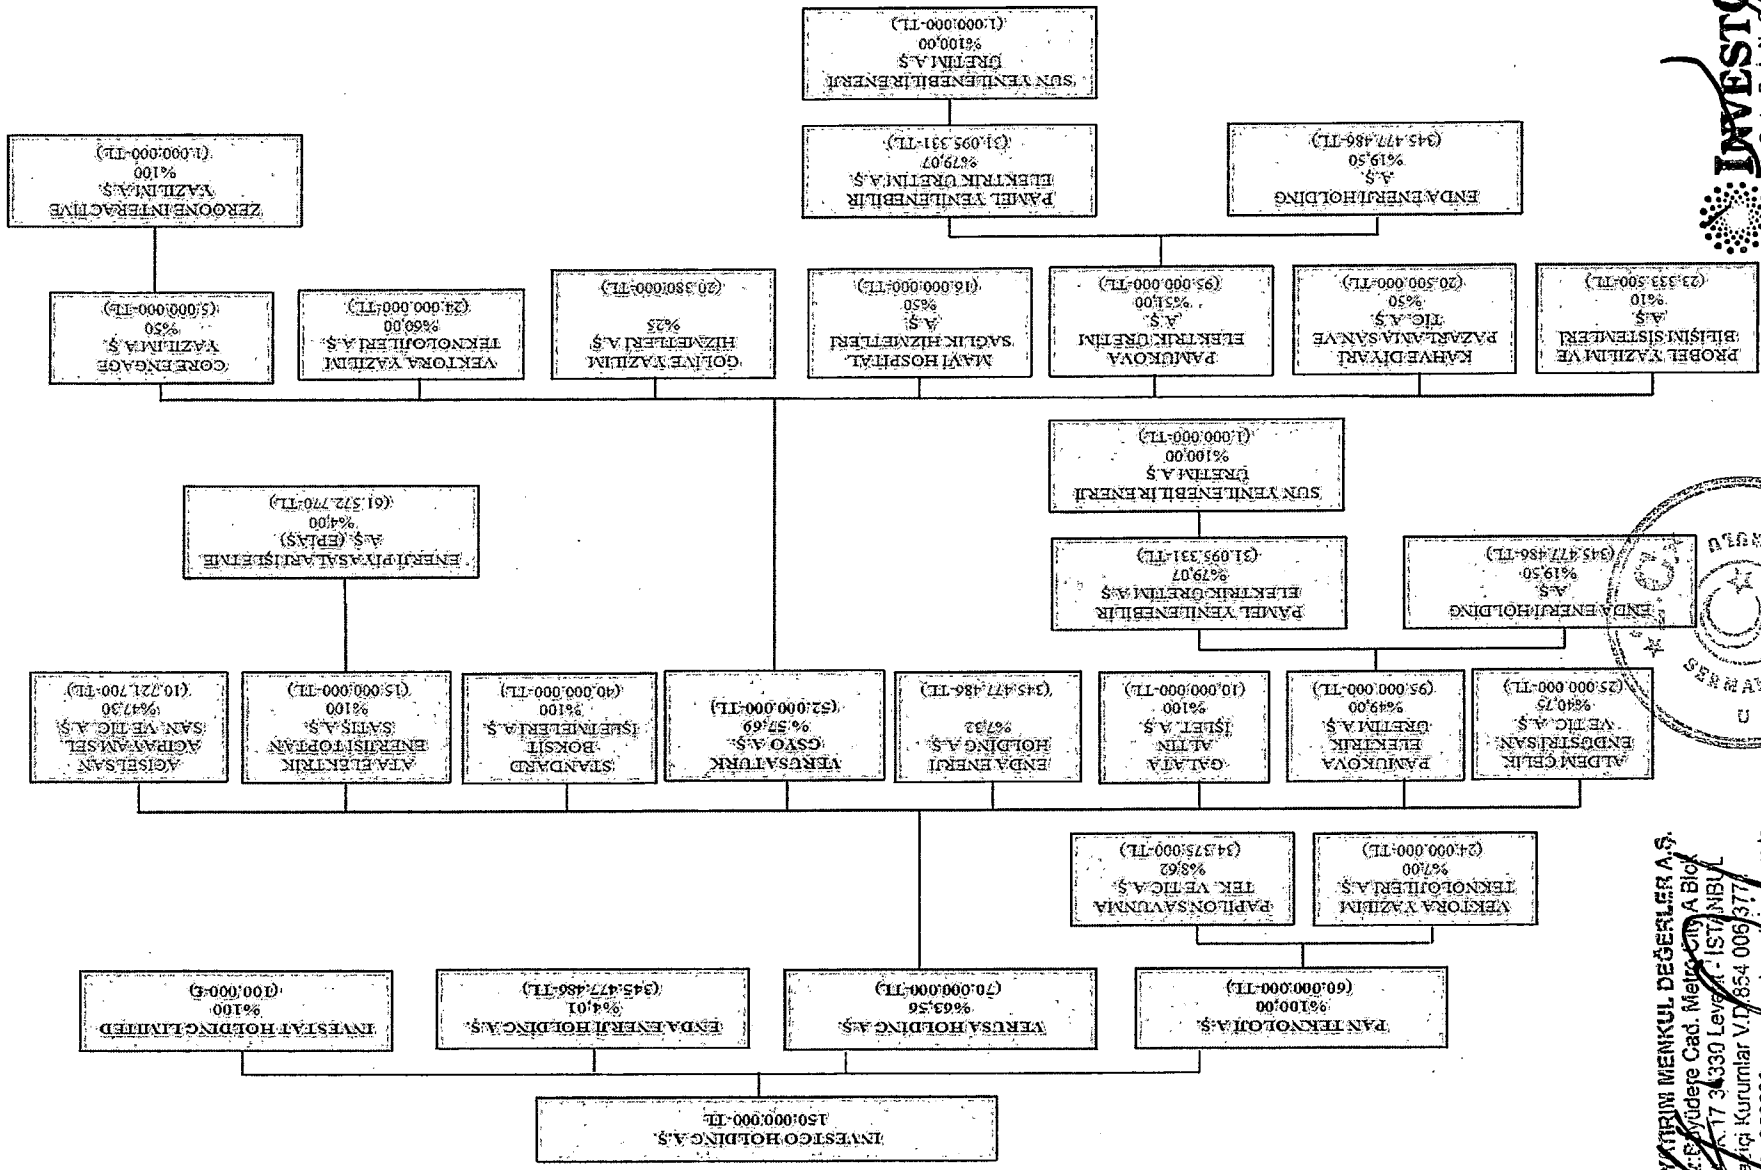 INVESTCO HOLDİNG A.Ş.
150.000.000-TL
PAN TEKNOLOJİ A.Ş.
%100,00
(60.000.000-TL)
VERUSA HOLDİNG A.Ş.
%63,56
(70.000.000-TL)
ENDA ENERJİ HOLDİNG A.Ş.
%4,01
(345.477.486-TL)
INVESTAT HOLDING LIMITED
%100
(100.000-£)
VEKTORA YAZILIM
TEKNOLOJİLERİ A.Ş.
%7,00
(24.000.000-TL)
PAPİLON SAVUNMA
TEK. VE TİC A.Ş.
%8,62
(34.375.000-TL)
ALDEM ÇELİK
ENDÜSTRİ SAN.
VE TİC. A.Ş.
%40,75
(25.000.000-TL)
PAMUKOVA
ELEKTRİK
ÜRETİM A.Ş.
%49,00
(95.000.000-TL)
GALATA
ALTIN
İŞLET. A.Ş.
%100
(10.000-TL)
ENDA ENERJİ
HOLDİNG A.Ş
%7,33
(345.477.486-TL)
VERUSATURK
GSYO A.Ş.
%57,69
(52.000.000-TL)
STANDARD
BOKSİT
İŞLETMELERİ A.Ş.
%100
(40.000.000-TL)
ATA ELEKTRİK
ENERJİSİ TOPTAN
SATIŞ A.Ş.
%100
(15.000.000-TL)
ACISELSAN
ACIPAYAM SEL.
SAN. VE TİC. A.Ş.
%47,30
(10.721.700-TL)
ENDA ENERJİ HOLDİNG
A.Ş.
%19,50
(345.477.486-TL)
PAMEL YENİLENEBİLİR
ELEKTRİK ÜRETİM A.Ş.
%79,07
(31.095.331-TL)
ENERJİ PİYASALARI İŞLETME
A.Ş. (EPİAŞ)
%4,00
(61.572.770-TL)
SUN YENİLENEBİLİR ENERJİ
ÜRETİM A.Ş
%100,00
(1.000.000-TL)
PROBEL YAZILIM VE
BİLİŞİM SİSTEMLERİ
A.Ş.
%10
(23.333.500-TL)
KAHVE DİYARI
PAZARLAMA SAN VE
TİC. A.Ş.
%50
(20.500.000-TL)
PAMUKOVA
ELEKTRİK ÜRETİM
A.Ş.
%51,00
(95.000.000-TL)
MAVİ HOSPİTAL
SAĞLIK HİZMETLERİ
A.Ş.
%50
(16.000.000-TL)
GOLİVE YAZILIM
HİZMETLERİ A.Ş
%25
(20.380.000-TL)
VEKTORA YAZILIM
TEKNOLOJİLERİ A.Ş.
%60,00
(24.000.000-TL)
CORE ENGAGE
YAZILIM A.Ş.
%50
(5.000.000-TL)
ENDA ENERJİ HOLDİNG
A.Ş.
%19,50
(345.477.486-TL)
PAMEL YENİLENEBİLİR
ELEKTRİK ÜRETİM A.Ş.
%79,07
(31.095.331-TL)
ZEROONE INTERACTIVE
YAZILIM A.Ş.
%100
(1.000.000-TL)
SUN YENİLENEBİLİR ENERJİ
ÜRETİM A.Ş
%100,00
(1.000.000-TL)
MENKUL DEĞERLER A.Ş.
A Blok
34330 Levent - İSTANBUL
Kurumlar V.D